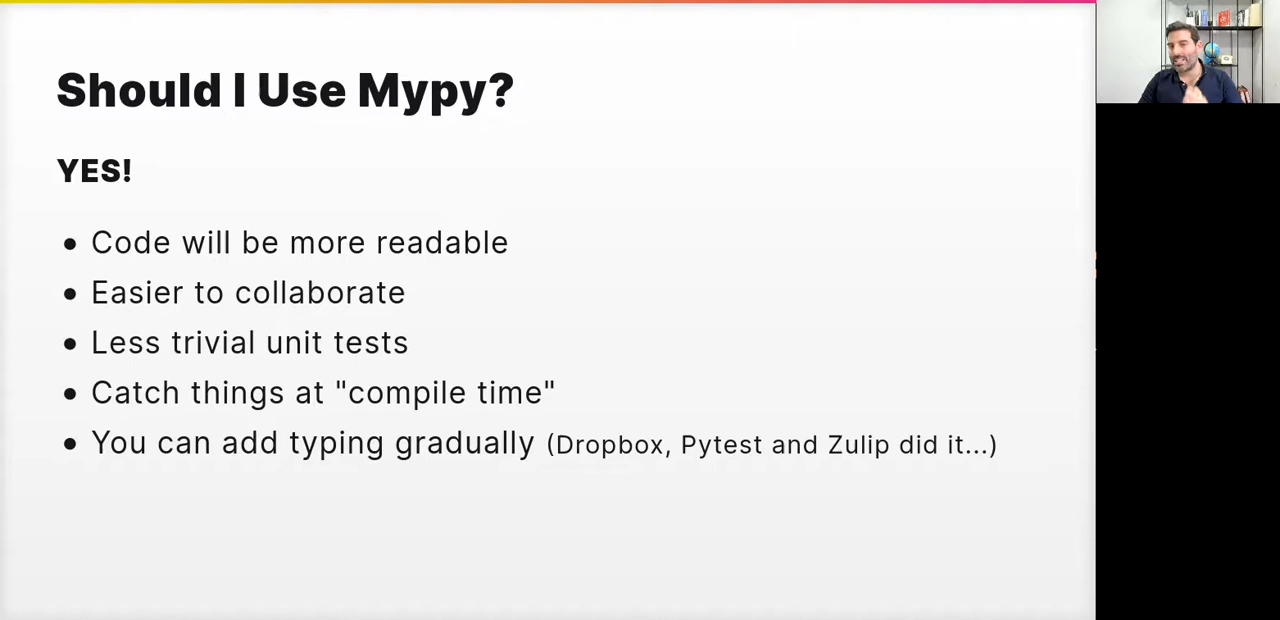 Should I Use Mypy?
YES!
• Code will be more readable
• Easier to collaborate
• Less trivial unit tests
• Catch things at "compile time"
• You can add typing gradually (Dropbox, Pytest and Zulip did it...)